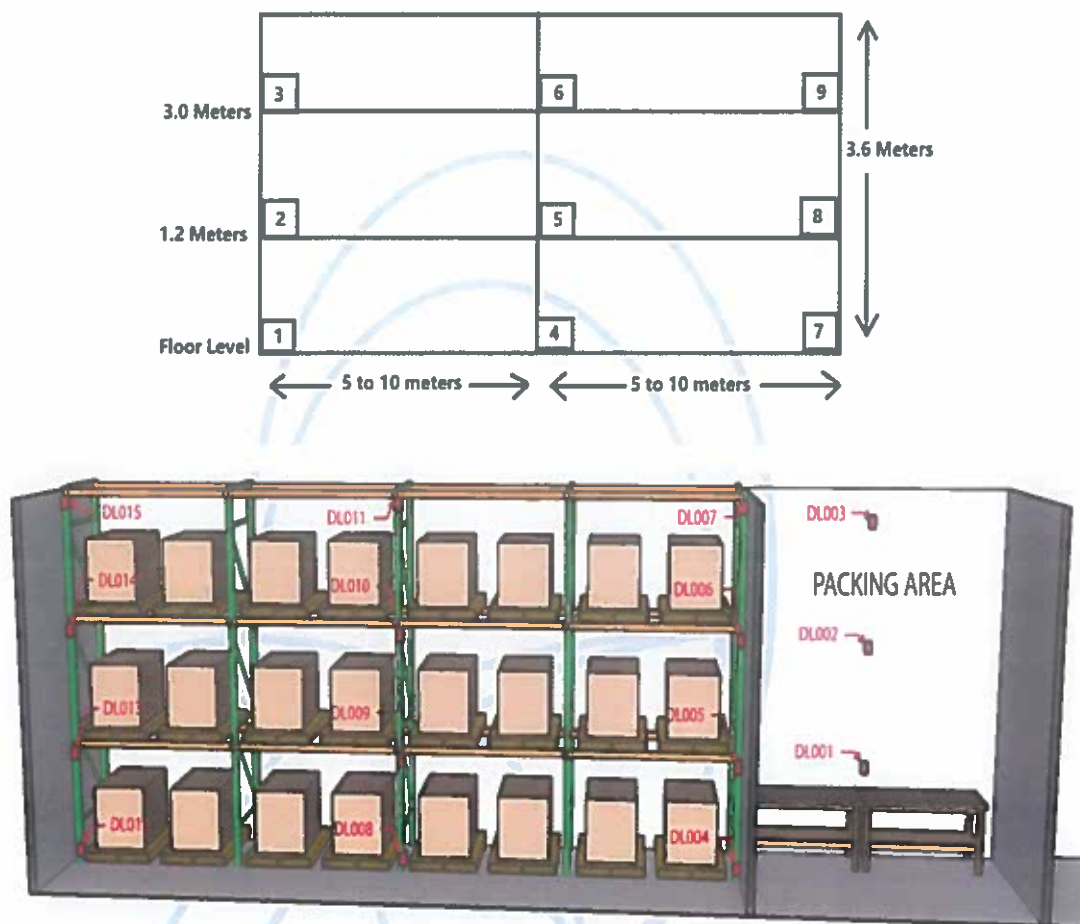 3
6
9
3.0 Meters
3.6 Meters
2
5
8
1.2 Meters
1
4
7
Floor Level
5 to 10 meters
5 to 10 meters
DL015
DL011
DL007
DL003
DL014
DL010
DL006
PACKING AREA
DL002
DL013
DL009
DL005
DL001
DL01
DL008
DL004